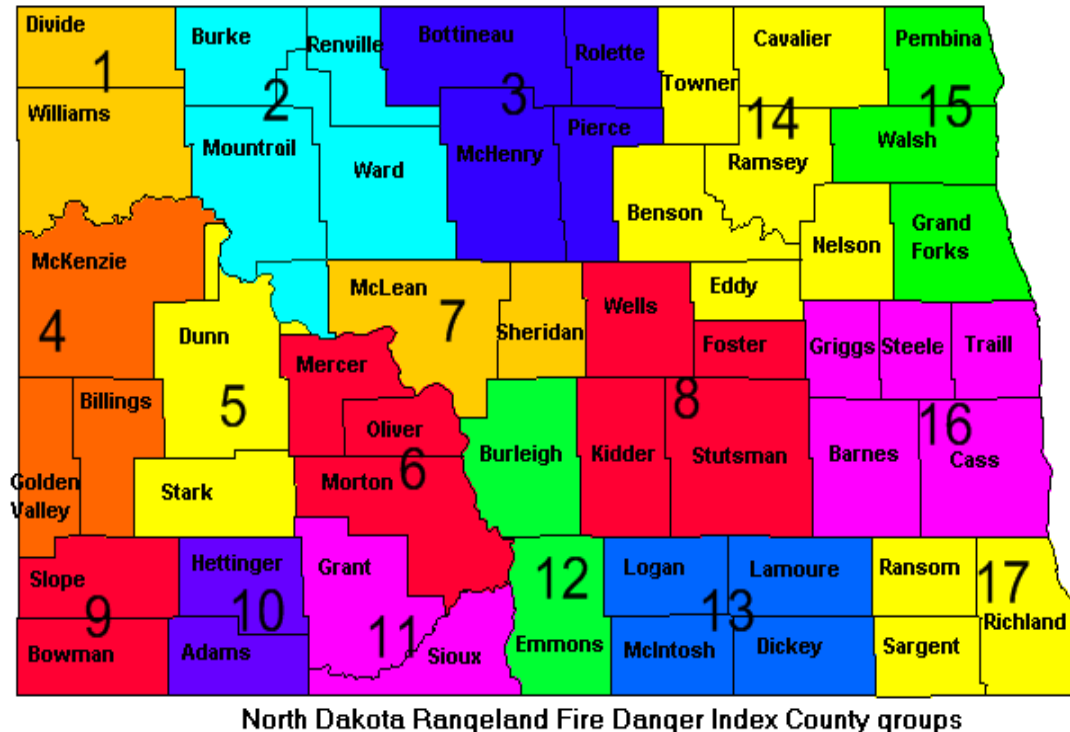 Divide
Burke
Renville
Bottineau
Rolette
Cavalier
Pembina
1
2
3
Towner
14
15
Williams
Mountrail
Ward
McHenry
Pierce
Ramsey
Walsh
Benson
Nelson
Grand
Forks
McKenzie
McLean
7
Sheridan
Wells
Eddy
4
Dunn
5
Mercer
Foster
Griggs
Steele
Traill
Billings
Oliver
6
8
16
Golden
Valley
Stark
Morton
Burleigh
Kidder
Stutsman
Barnes
Cass
Slope
9
Hettinger
10
Grant
11
12
Logan
Lamoure
13
Ransom
17
Richland
Bowman
Adams
Sioux
Emmons
McIntosh
Dickey
Sargent
North Dakota Rangeland Fire Danger Index County groups